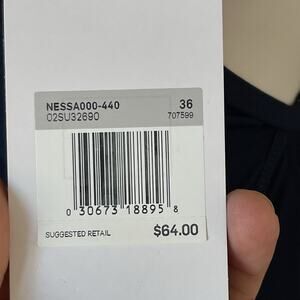 NESSA000-440 36
02SU32690 707599
0 30673 18895 8
SUGGESTED RETAIL $64.00